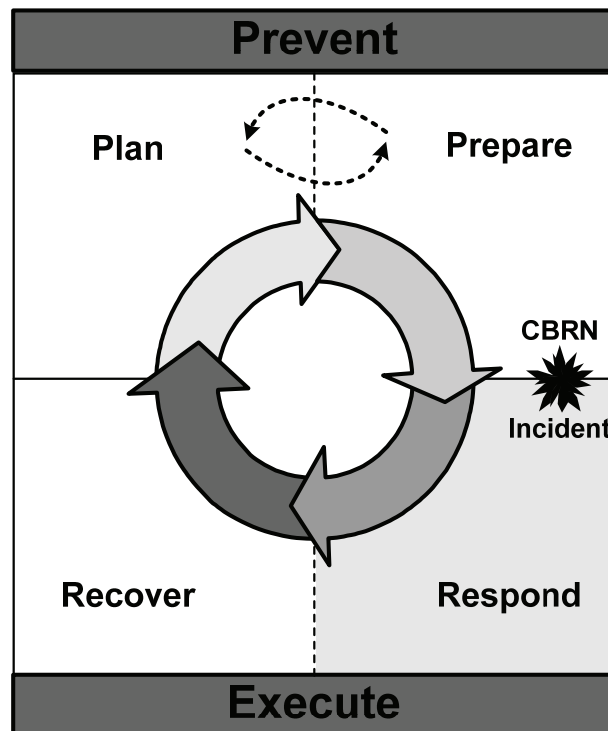 Prevent
Plan
Prepare
CBRN
Incident
Recover
Respond
Execute